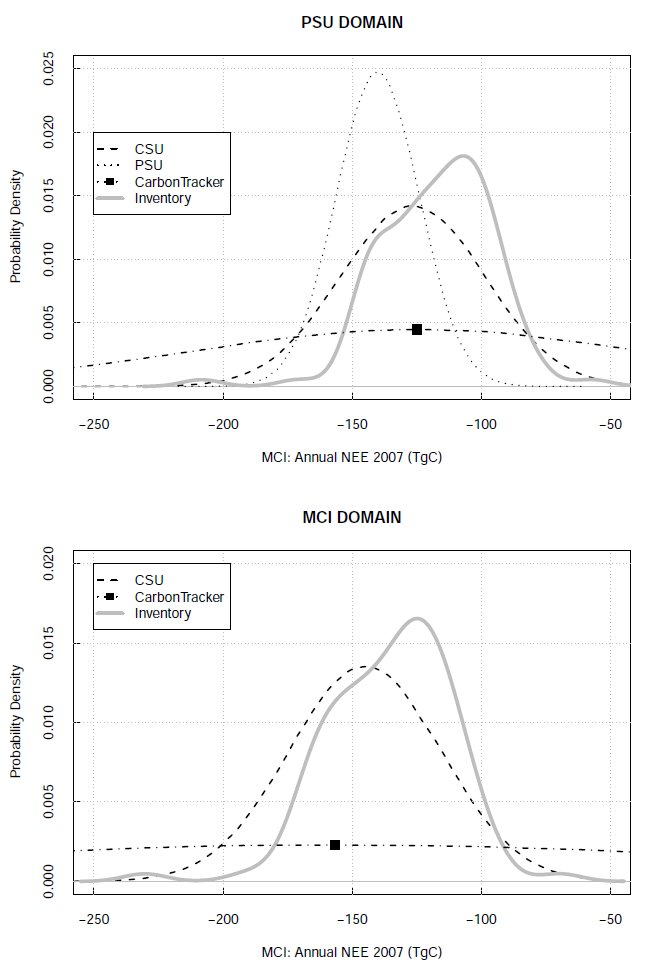 PSU DOMAIN
0.025
0.020
0.015
0.010
0.005
0.000
Probability Density
CSU
PSU
CarbonTracker
Inventory
−250 −200 −150 −100 −50
MCI: Annual NEE 2007 (TgC)
MCI DOMAIN
0.020
0.015
0.010
0.005
0.000
Probability Density
CSU
CarbonTracker
Inventory
−250 −200 −150 −100 −50
MCI: Annual NEE 2007 (TgC)